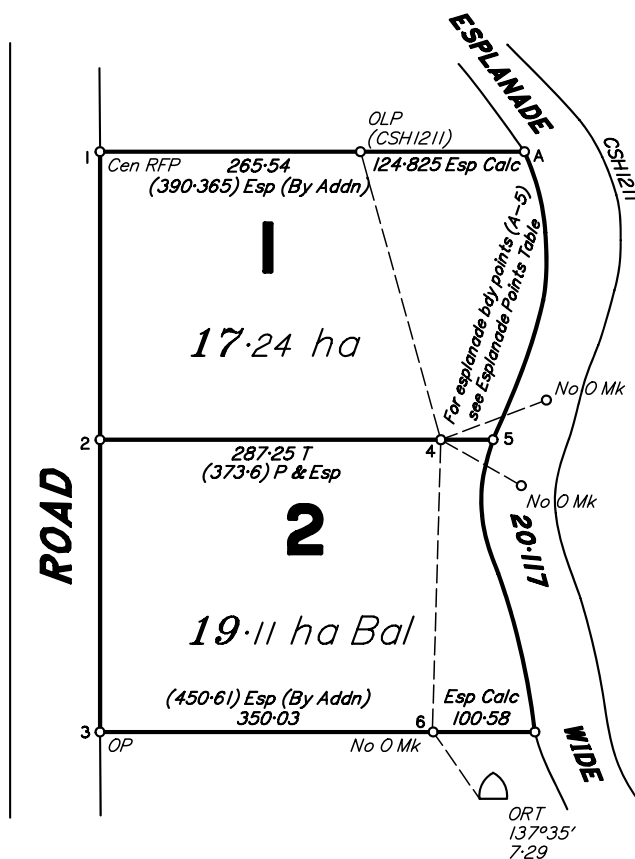 ESPLANADE
OLP
(CSH1211)
CSH1211
1
Cen RFP
265·54
124·825 Esp Calc
A
(390·365) Esp (By Addn)
1
For esplanade bdy points (A-5)
see Esplanade Points Table
17·24 ha
No O Mk
2
287·25 T
4
5
(373·6) P & Esp
No O Mk
ROAD
2
20·117
19·11 ha Bal
(450·61) Esp (By Addn)
Esp Calc
350·03
6
100·58
3
OP
No O Mk
WIDE
ORT
137°35'
7·29